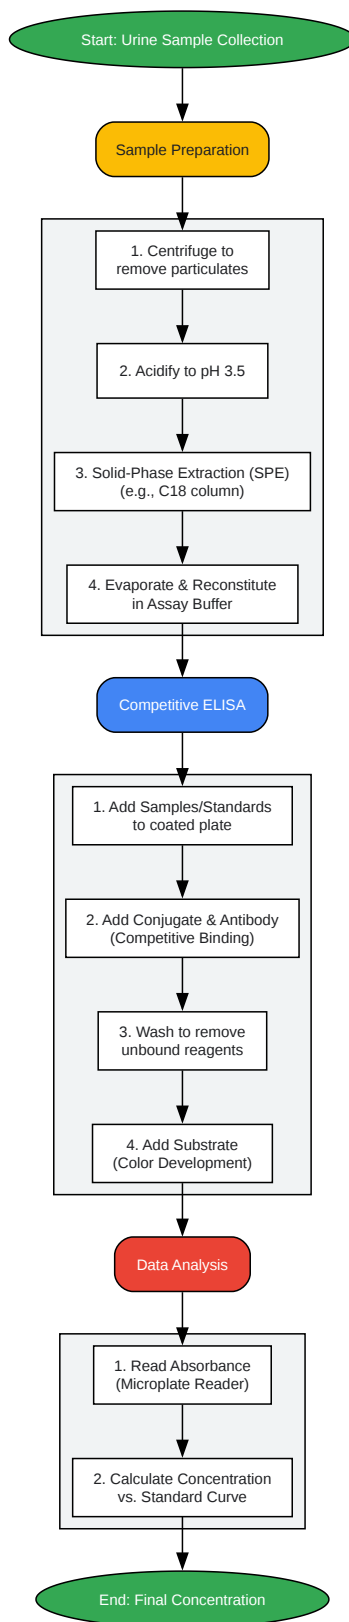 Start: Urine Sample Collection
Sample Preparation
1. Centrifuge to
remove particulates
2. Acidify to pH 3.5
3. Solid-Phase Extraction (SPE)
(e.g., C18 column)
4. Evaporate & Reconstitute
in Assay Buffer
Competitive ELISA
1. Add Samples/Standards
to coated plate
2. Add Conjugate & Antibody
(Competitive Binding)
3. Wash to remove
unbound reagents
4. Add Substrate
(Color Development)
Data Analysis
1. Read Absorbance
(Microplate Reader)
2. Calculate Concentration
vs. Standard Curve
End: Final Concentration